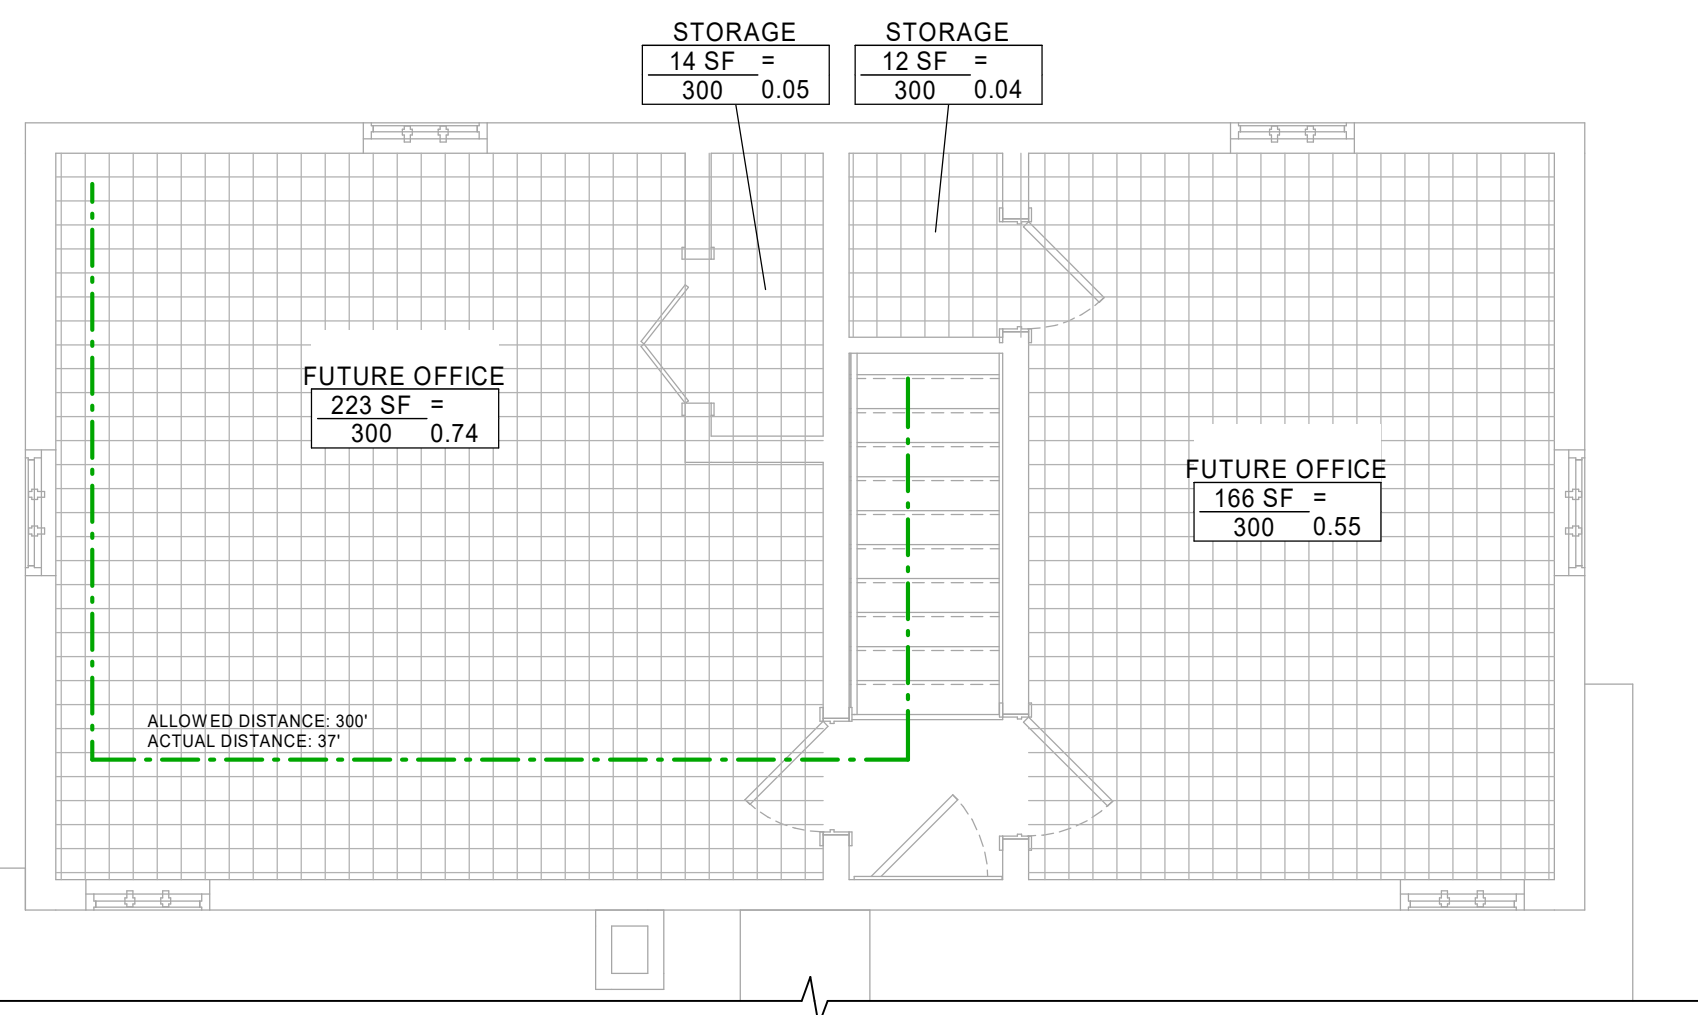 STORAGE
14 SF =
300 0.05
STORAGE
12 SF =
300 0.04
FUTURE OFFICE
223 SF =
300 0.74
FUTURE OFFICE
166 SF =
300 0.55
ALLOWED DISTANCE: 300'
ACTUAL DISTANCE: 37'